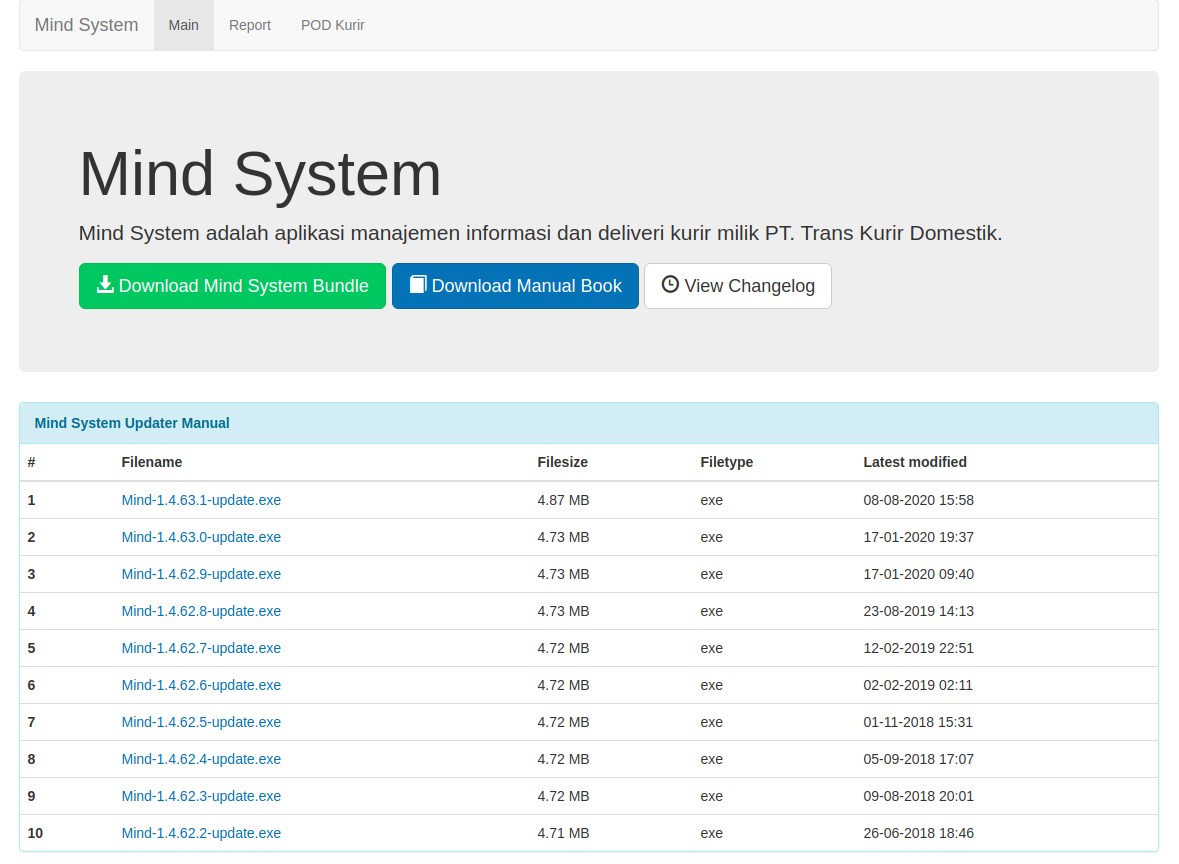 Mind System Main Report POD Kurir
Mind System
Mind System adalah aplikasi manajemen informasi dan deliveri kurir milik PT. Trans Kurir Domestik.
Download Mind System Bundle Download Manual Book View Changelog
Mind System Updater Manual
# Filename Filesize Filetype Latest modified
1 Mind-1.4.63.1-update.exe 4.87 MB exe 08-08-2020 15:58
2 Mind-1.4.63.0-update.exe 4.73 MB exe 17-01-2020 19:37
3 Mind-1.4.62.9-update.exe 4.73 MB exe 17-01-2020 09:40
4 Mind-1.4.62.8-update.exe 4.73 MB exe 23-08-2019 14:13
5 Mind-1.4.62.7-update.exe 4.72 MB exe 12-02-2019 22:51
6 Mind-1.4.62.6-update.exe 4.72 MB exe 02-02-2019 02:11
7 Mind-1.4.62.5-update.exe 4.72 MB exe 01-11-2018 15:31
8 Mind-1.4.62.4-update.exe 4.72 MB exe 05-09-2018 17:07
9 Mind-1.4.62.3-update.exe 4.72 MB exe 09-08-2018 20:01
10 Mind-1.4.62.2-update.exe 4.71 MB exe 26-06-2018 18:46